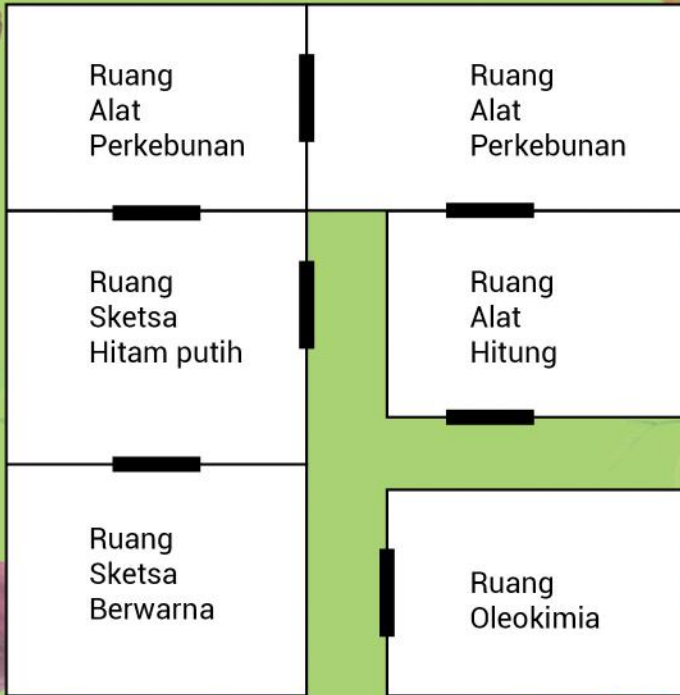 Ruang
Alat
Perkebunan
Ruang
Alat
Perkebunan
Ruang
Sketsa
Hitam putih
Ruang
Alat
Hitung
Ruang
Sketsa
Berwarna
Ruang
Oleokimia